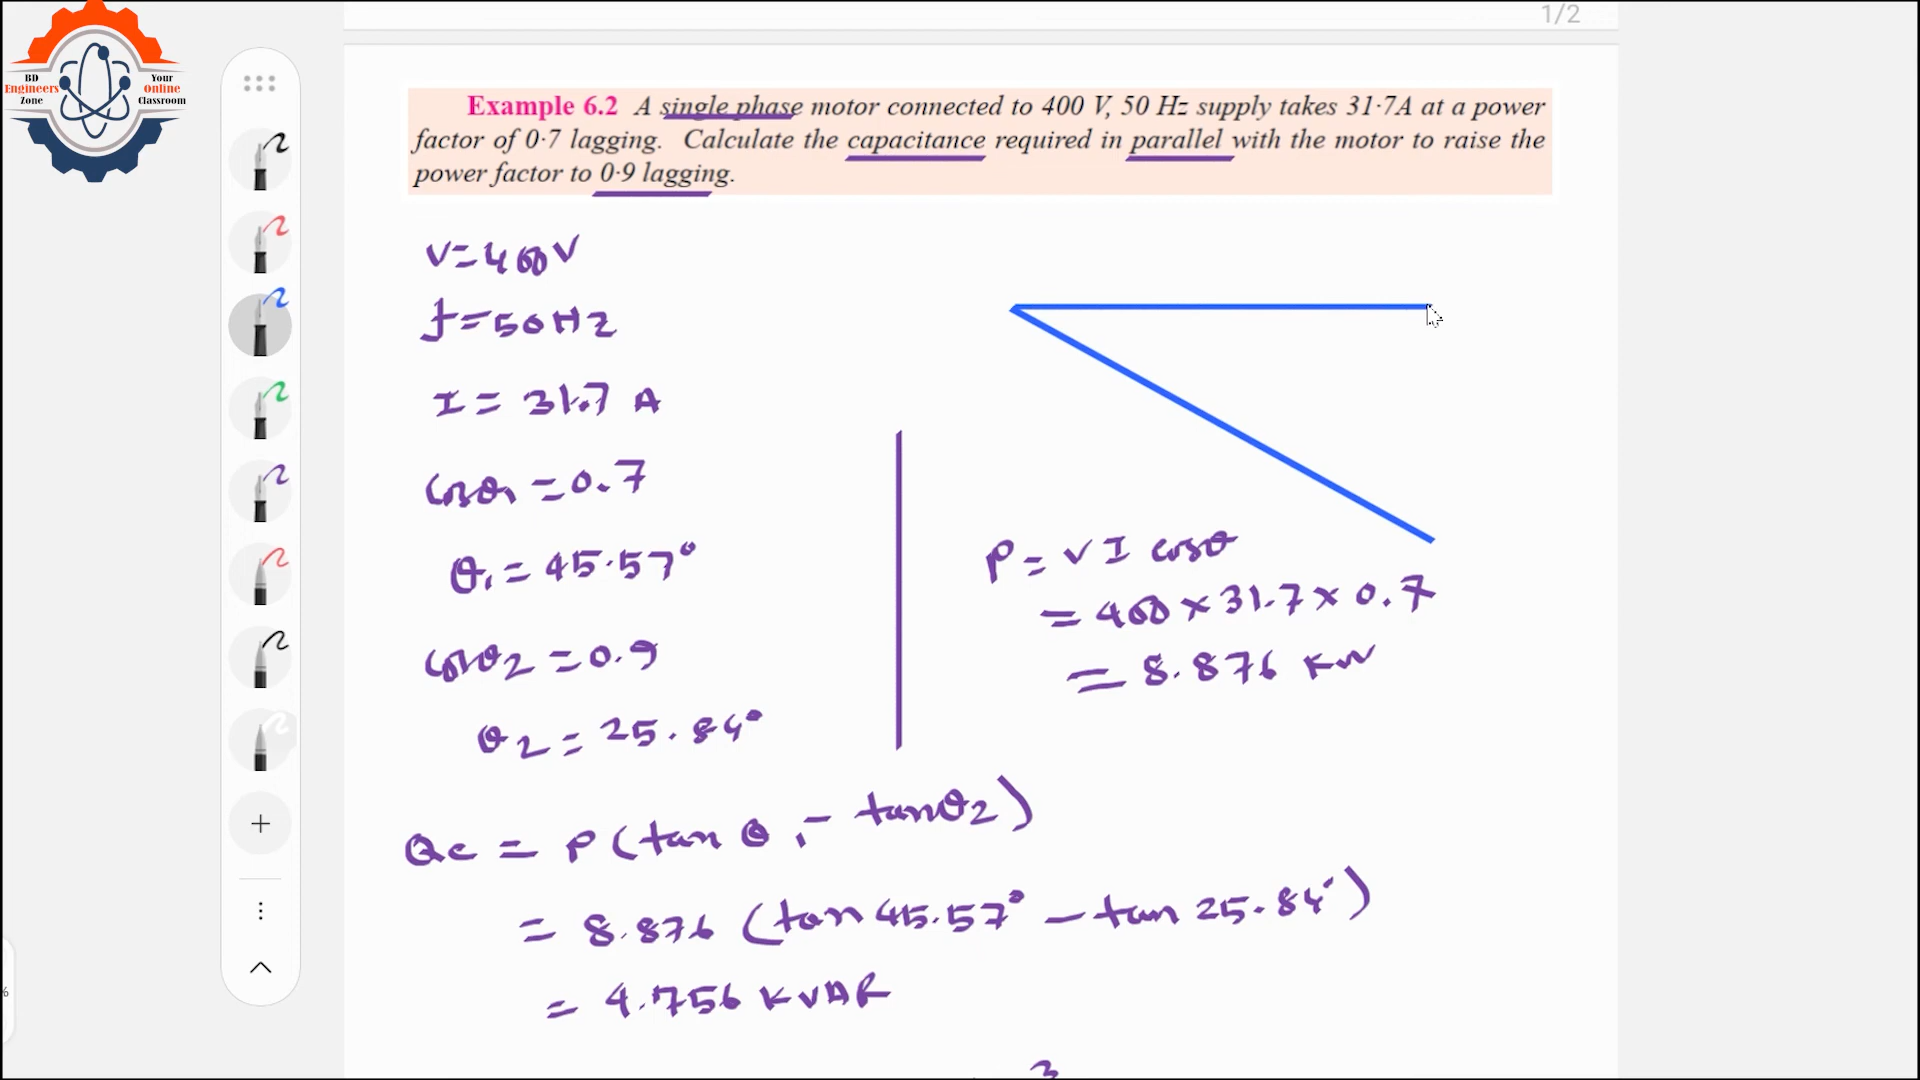 1/2
BD
Engineers
Zone
Your
Online
Classroom
Example 6.2 A single phase motor connected to 400 V, 50 Hz supply takes 31·7A at a power
factor of 0·7 lagging. Calculate the capacitance required in parallel with the motor to raise the
power factor to 0·9 lagging.
V=400V
f=50Hz
I = 31.7 A
cosθ₁ = 0.7
θ₁ = 45.57°
cosθ2 = 0.9
θ2 = 25.84°
P = V I cosθ
= 400 × 31.7 × 0.7
= 8.876 KW
Qc = P (tan θ₁ - tanθ2)
= 8.876 (tan 45.57° - tan 25.84°)
= 4.756 KVAR
3
%